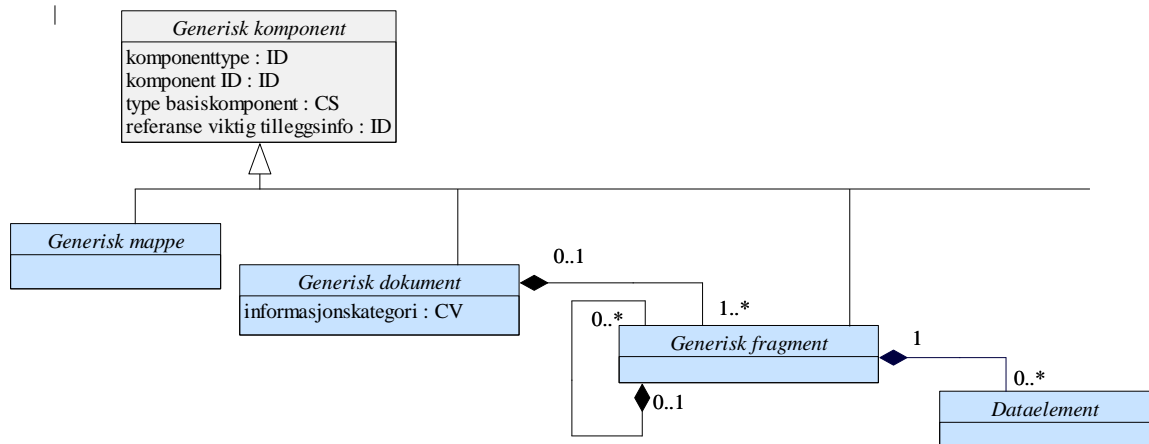 Generisk komponent
komponenttype : ID
komponent ID : ID
type basiskomponent : CS
referanse viktig tilleggsinfo : ID
Generisk mappe
0..1
Generisk dokument
informasjonskategori : CV
0..*
1..*
Generisk fragment
1
0..*
0..1
Dataelement